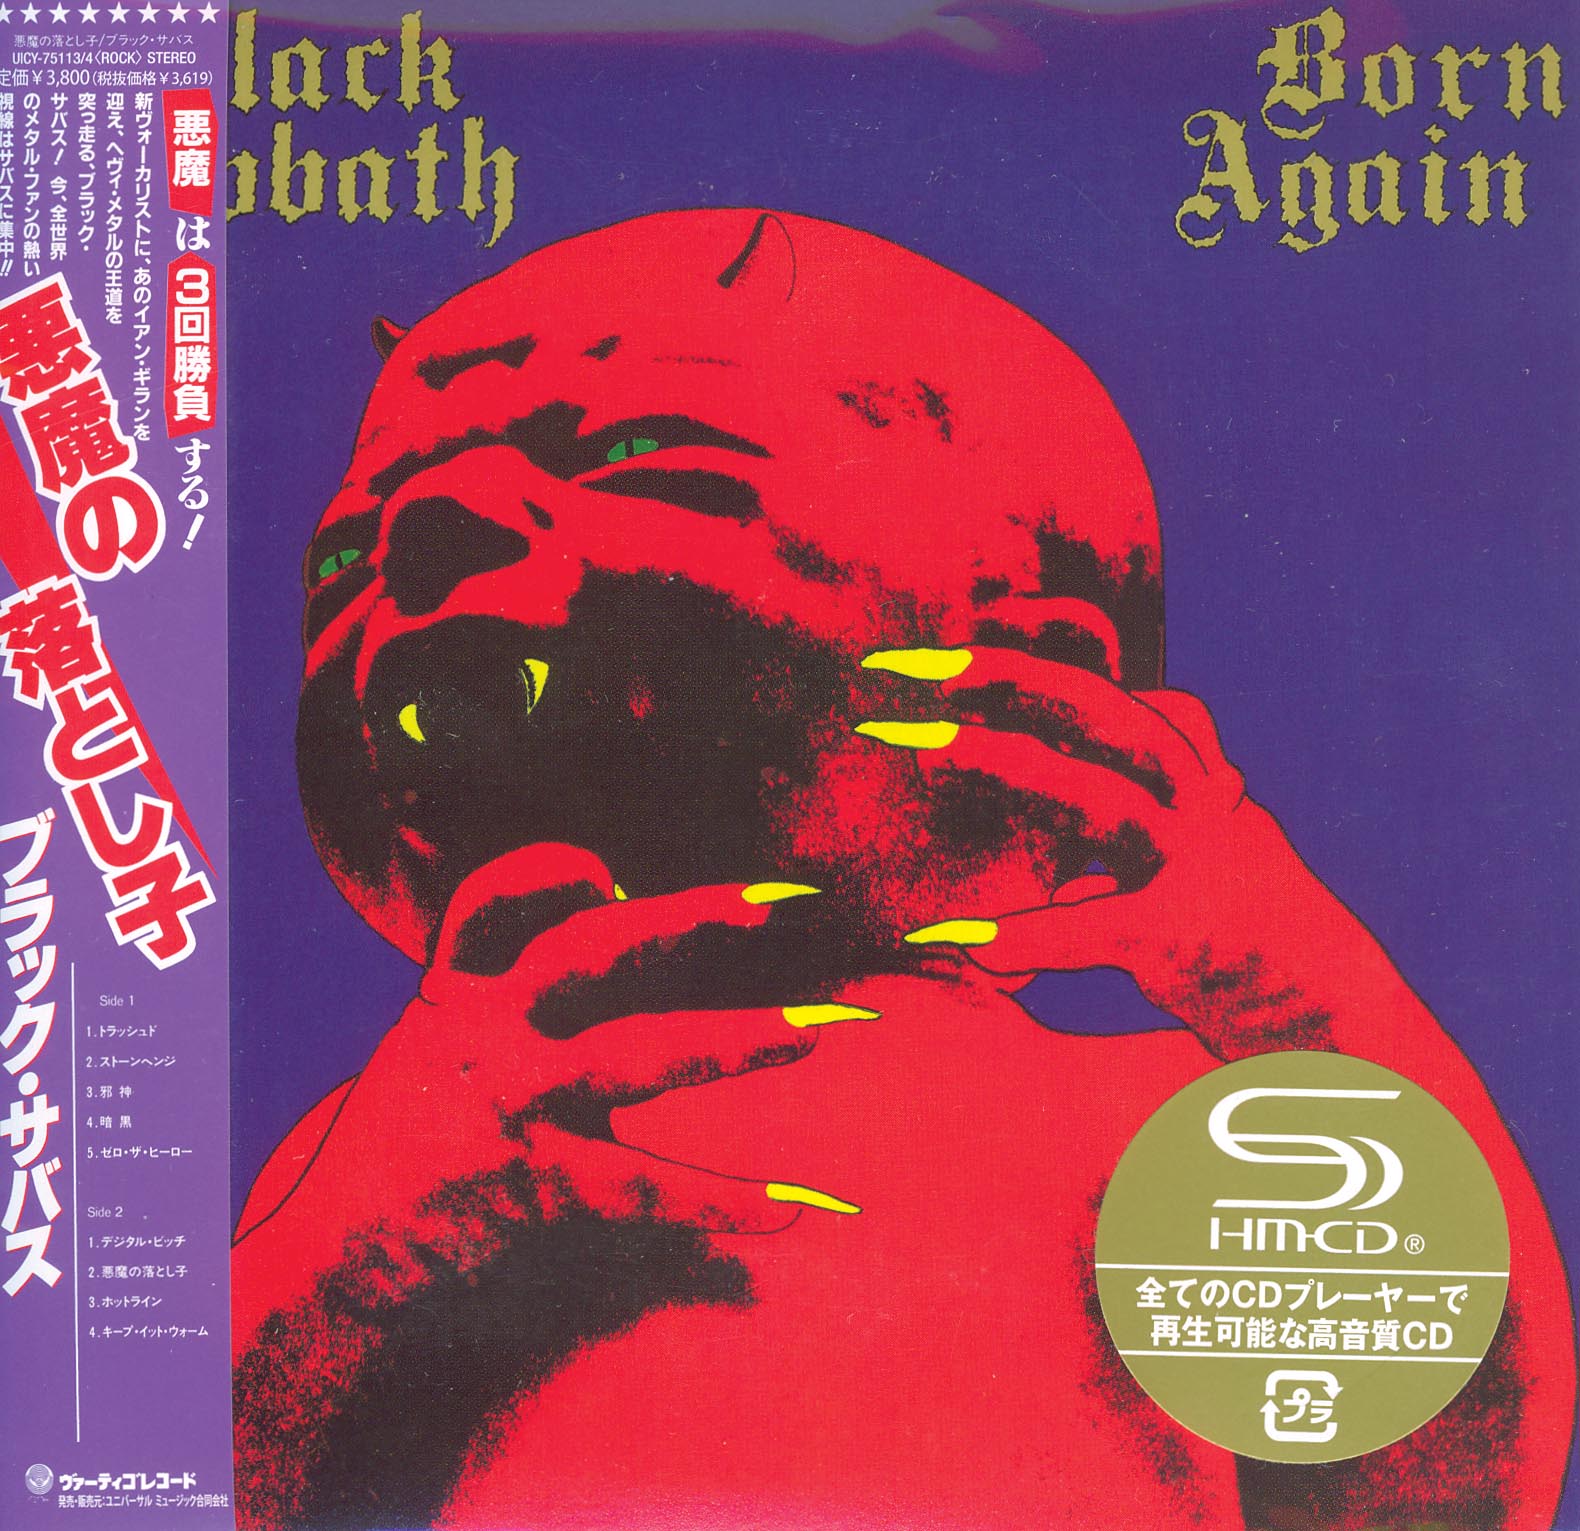 悪魔の落とし子/ブラック・サバス
UICY-75113/4〈ROCK〉 STEREO
定価￥3,800(税抜価格￥3,619)
悪魔は3回勝負する!
新ヴォーカリストに、あのイアン・ギランを
迎え、ヘヴィ・メタルの王道を
突っ走る、ブラック・
サバス! 今、全世界
のメタル・ファンの熱い
視線はサバスに集中!!
悪魔の落とし子
ブラック・サバス
Side 1
1.トラッシュド
2.ストーンヘンジ
3.邪神
4.暗黒
5.ゼロ・ザ・ヒーロー
Side 2
1.デジタル・ビッチ
2.悪魔の落とし子
3.ホットライン
4.キープ・イット・ウォーム
ヴァーティゴレコード
発売・販売元:ユニバーサル ミュージック合同会社
lack
bbath
Born
Again
SHM-CD®
全てのCDプレーヤーで
再生可能な高音質CD
プラ